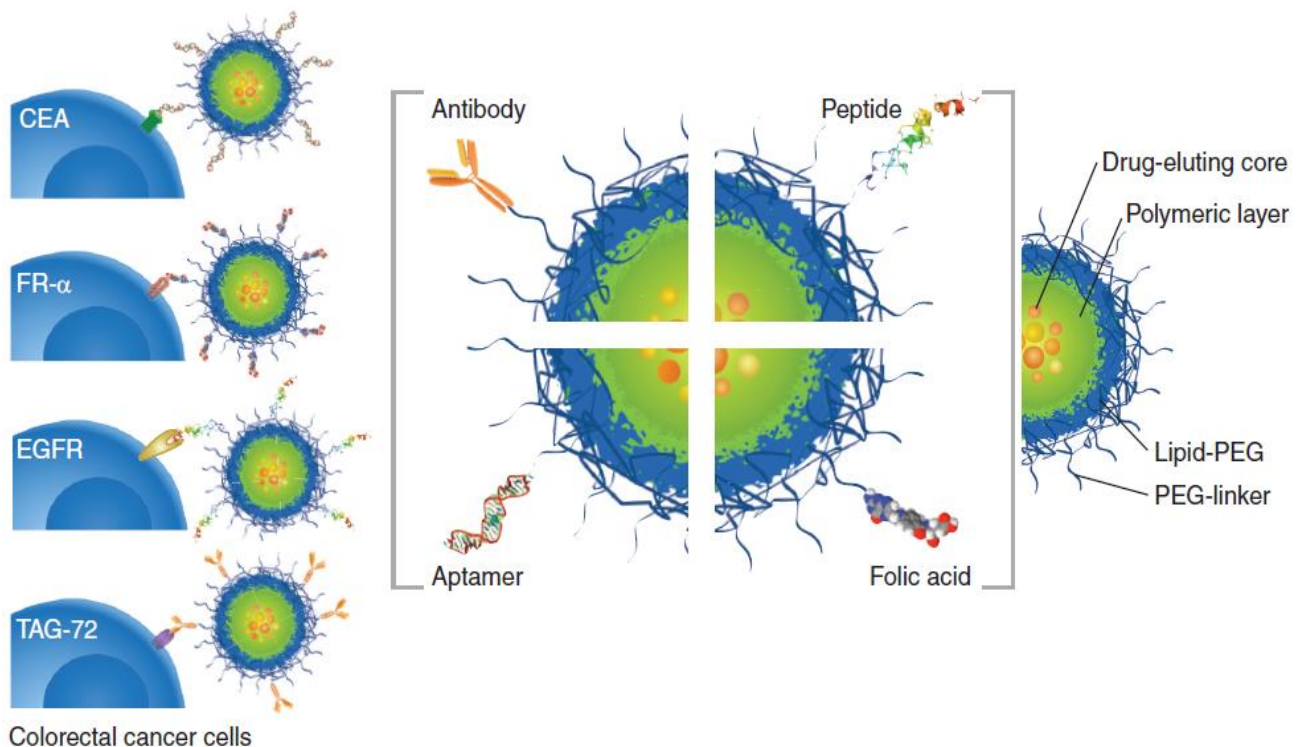 CEA
FR-α
EGFR
TAG-72
Colorectal cancer cells
Antibody
Peptide
Aptamer
Folic acid
Drug-eluting core
Polymeric layer
Lipid-PEG
PEG-linker